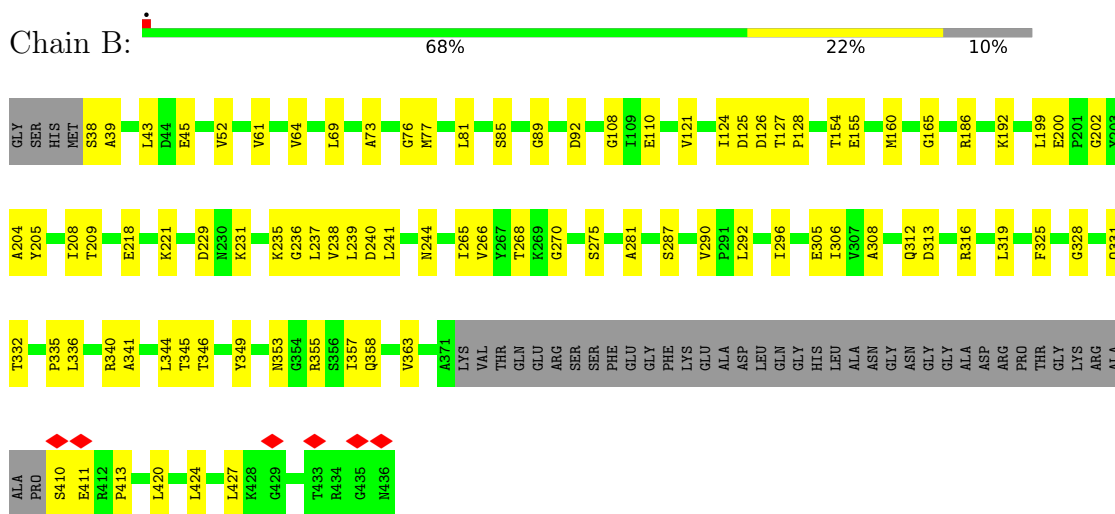 Chain B:
68% 22% 10%
GLY SER HIS MET S38 A39 L43 D44 E45 V52 V61 V64 L69 A73 G76 M77 L81 S85 G89 D92 G108 I109 E110 V121 I124 D125 D126 T127 P128 T154 E155 M160 G165 R186 K192 L199 E200 P201 G202 Y203
A204 Y205 I208 T209 E218 K221 D229 N230 K231 K235 G236 L237 V238 L239 D240 L241 N244 I265 V266 Y267 T268 K269 G270 S275 A281 S287 V290 P291 L292 I296 E305 I306 V307 A308 Q312 D313 R316 L319 F325 G328
T332 P335 L336 R340 A341 L344 T345 T346 Y349 N353 G354 R355 S356 I357 Q358 V363 A371 LYS VAL THR GLN GLU ARG SER SER PHE GLU GLY PHE LYS GLU ALA ASP LEU GLN GLY HIS LEU ALA ASN GLY ASN GLY GLY ALA ASP ARG PRO THR GLY LYS ARG ALA
ALA PRO S410 E411 R412 P413 L420 L424 L427 K428 G429 T433 R434 G435 N436